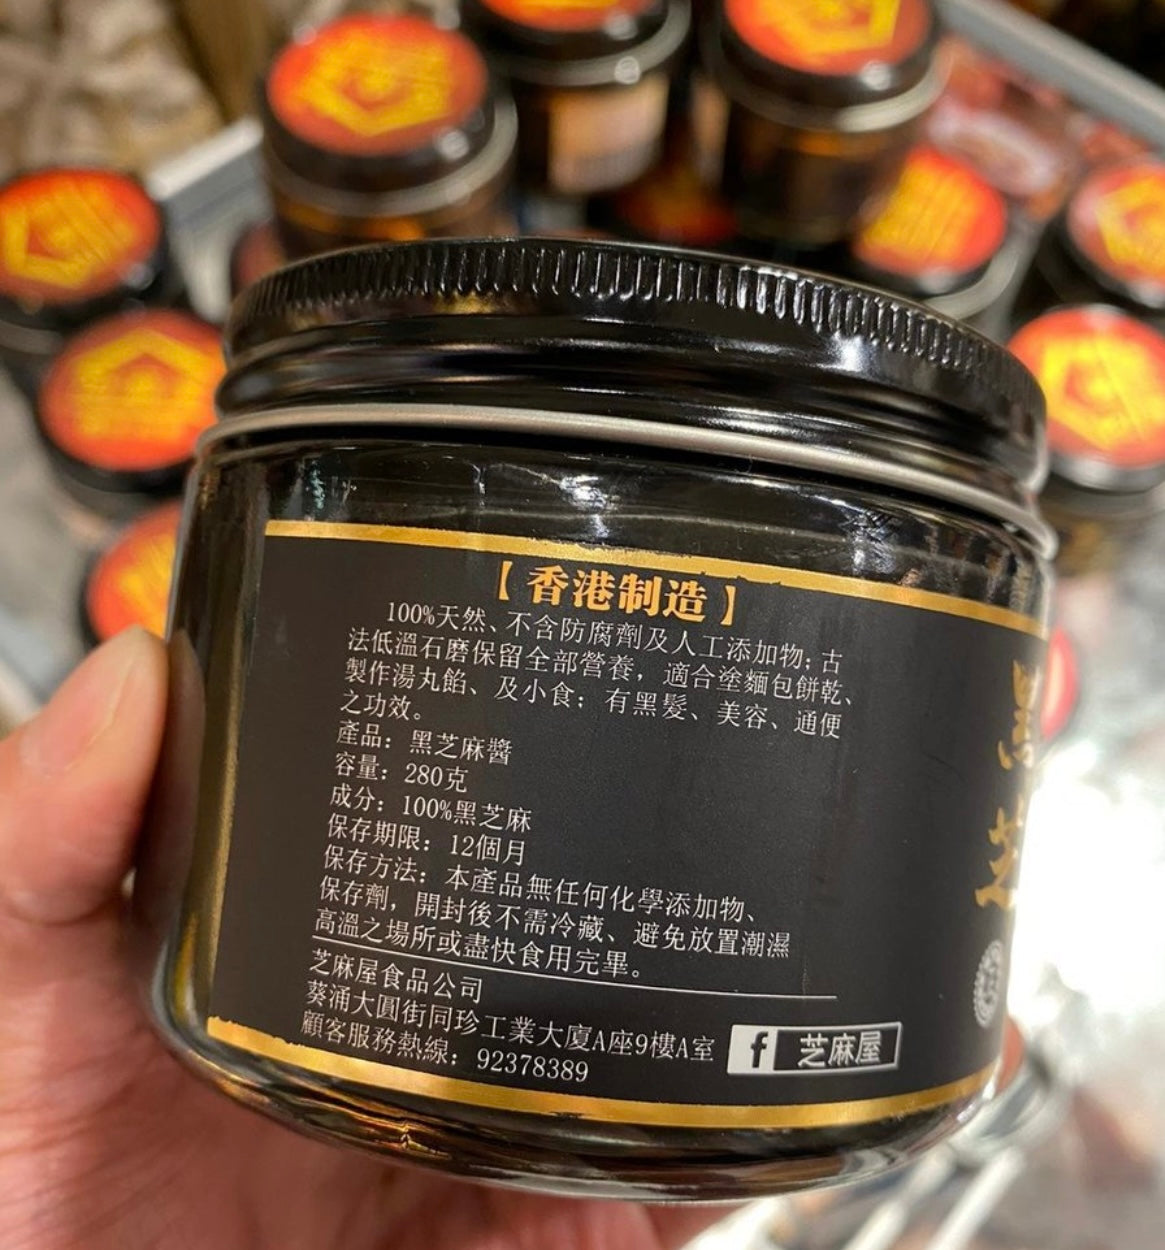 【香港制造】
100%天然、不含防腐劑及人工添加物；古
法低溫石磨保留全部營養，適合塗麵包餅乾、
製作湯丸餡、及小食；有黑髮、美容、通便
之功效。
產品：黑芝麻醬
容量：280克
成分：100%黑芝麻
保存期限：12個月
保存方法：本產品無任何化學添加物、
保存劑，開封後不需冷藏、避免放置潮濕
高溫之場所或盡快食用完畢。
芝麻屋食品公司
葵涌大圓街同珍工業大廈A座9樓A室
顧客服務熱線：92378389
f 芝麻屋
黑
芝